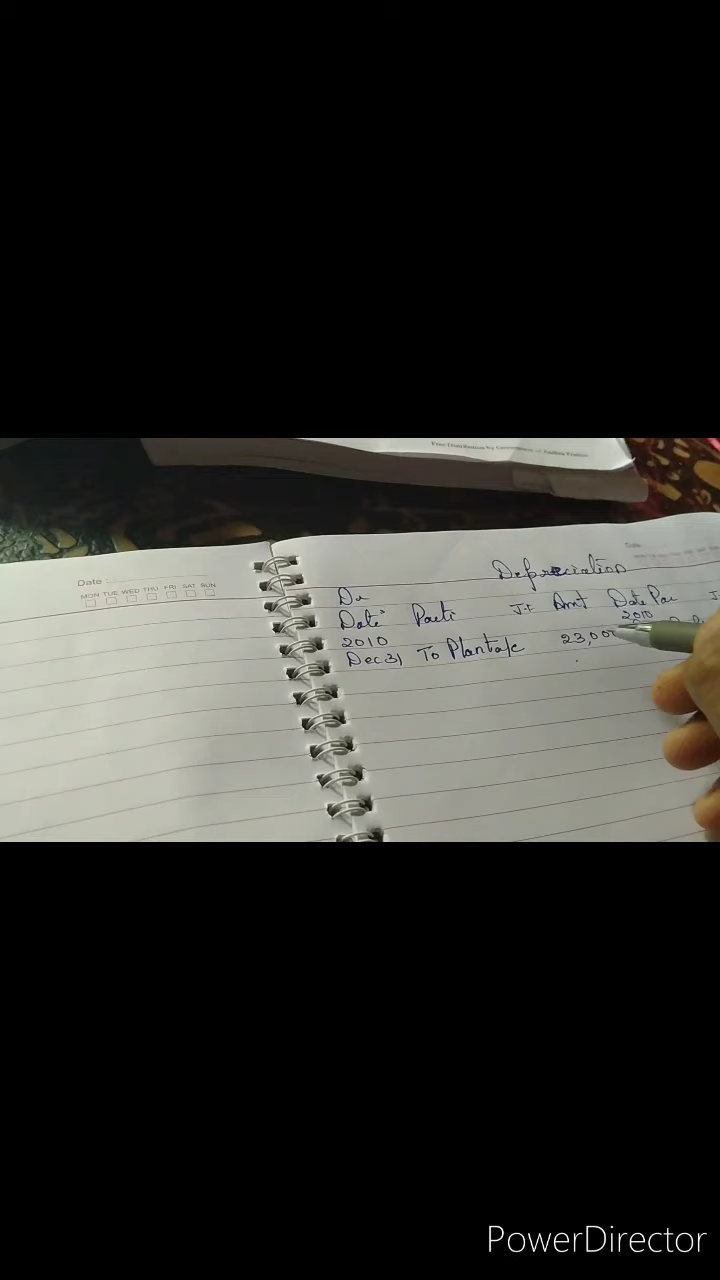 Date :
MON TUE WED THU FRI SAT SUN
Depreciation
Dr
Date Parti J.F Amt Date Par
2010 2010
Dec 31 To Plant a/c 23,000
PowerDirector